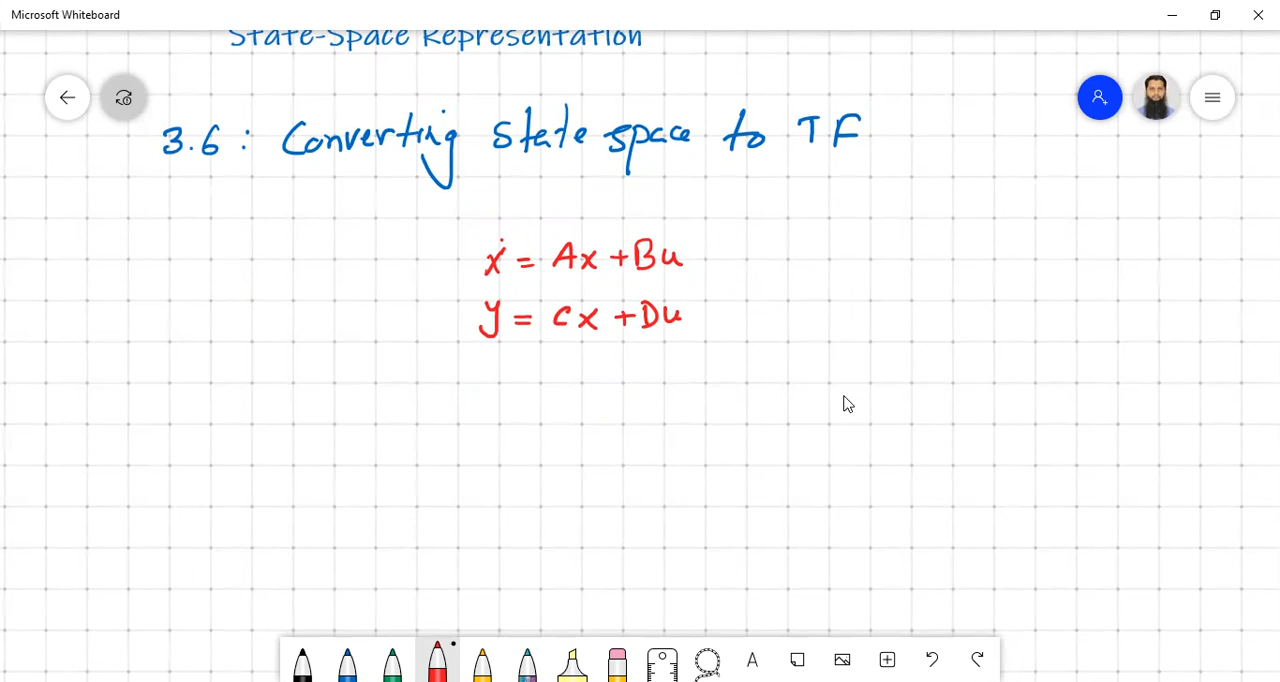 Microsoft Whiteboard
State-Space Representation
3.6: Converting state space to TF
ẋ = Ax + Bu
y = Cx + Du
A